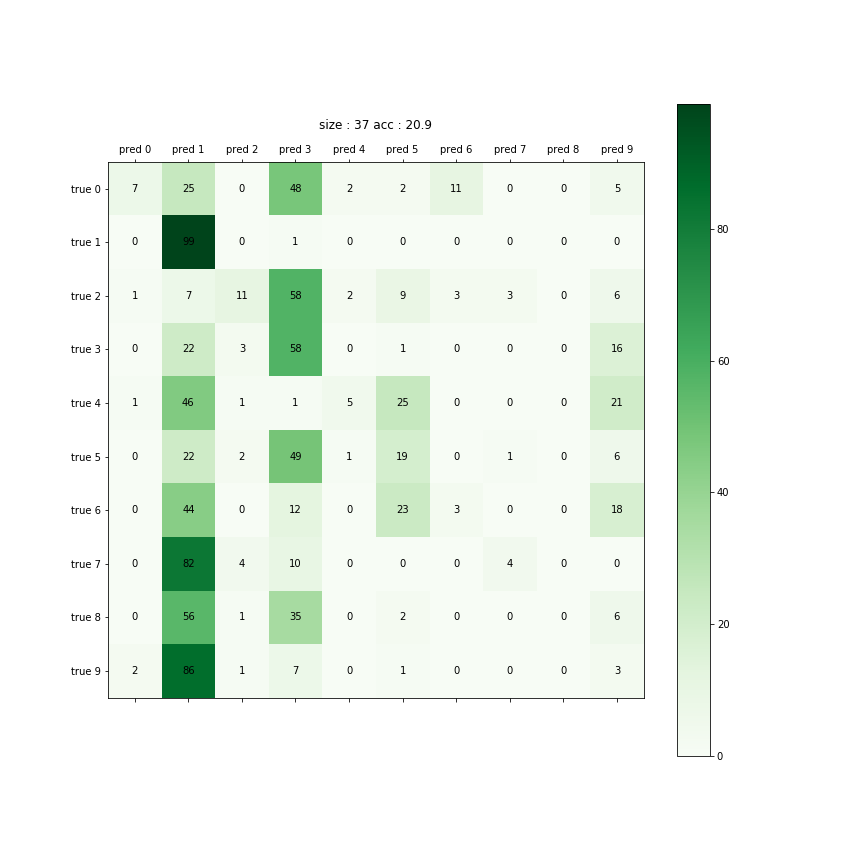 size : 37 acc : 20.9
pred 0 pred 1 pred 2 pred 3 pred 4 pred 5 pred 6 pred 7 pred 8 pred 9
true 0 7 25 0 48 2 2 11 0 0 5
true 1 0 99 0 1 0 0 0 0 0 0
80
true 2 1 7 11 58 2 9 3 3 0 6
true 3 0 22 3 58 0 1 0 0 0 16
60
true 4 1 46 1 1 5 25 0 0 0 21
true 5 0 22 2 49 1 19 0 1 0 6
40
true 6 0 44 0 12 0 23 3 0 0 18
true 7 0 82 4 10 0 0 0 4 0 0
true 8 0 56 1 35 0 2 0 0 0 6
20
true 9 2 86 1 7 0 1 0 0 0 3
0